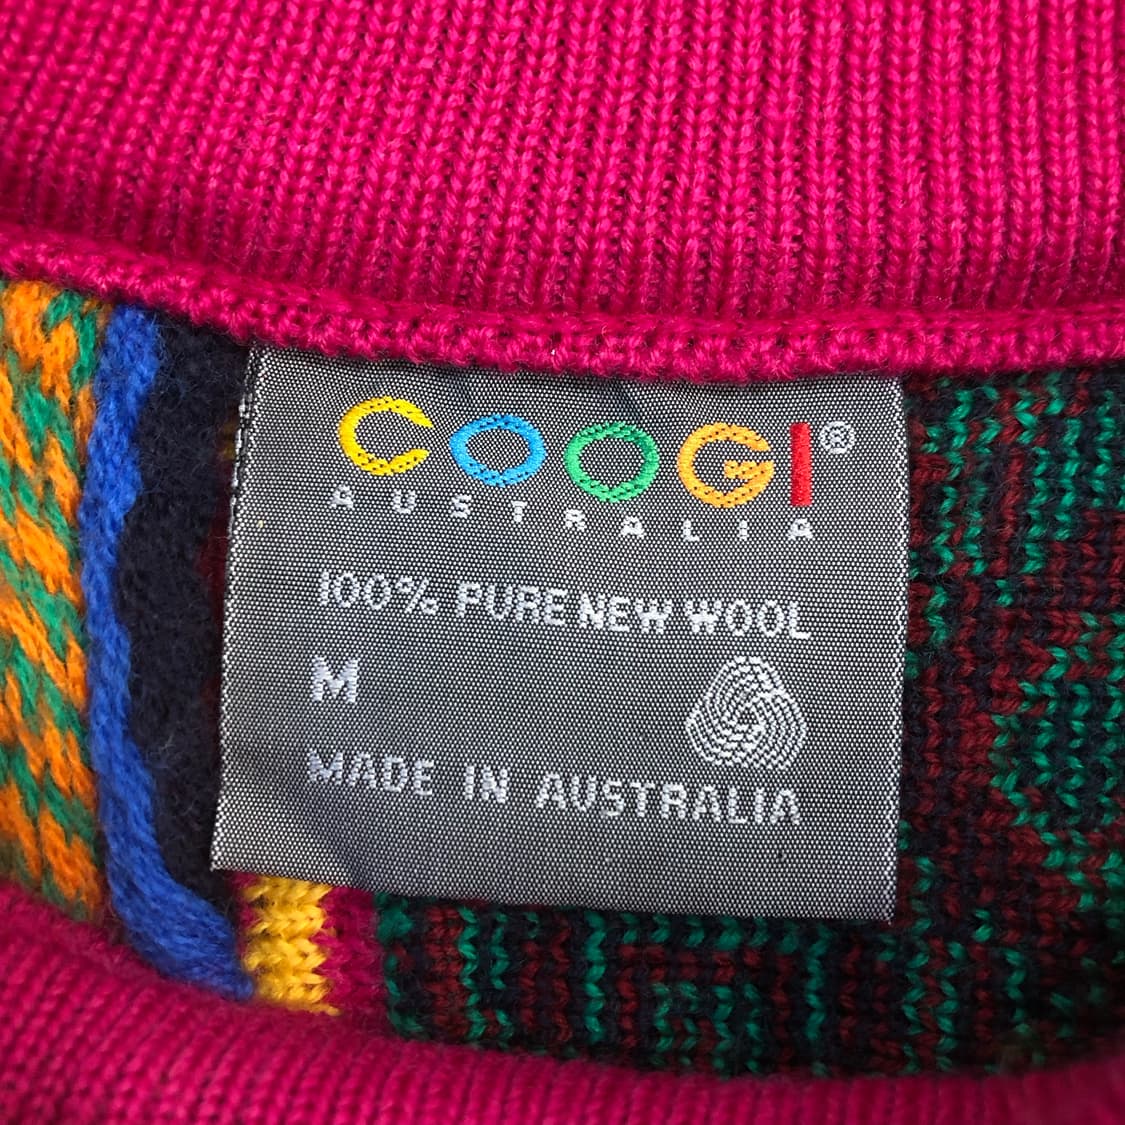 COOGI®
AUSTRALIA
100% PURE NEW WOOL
M
MADE IN AUSTRALIA